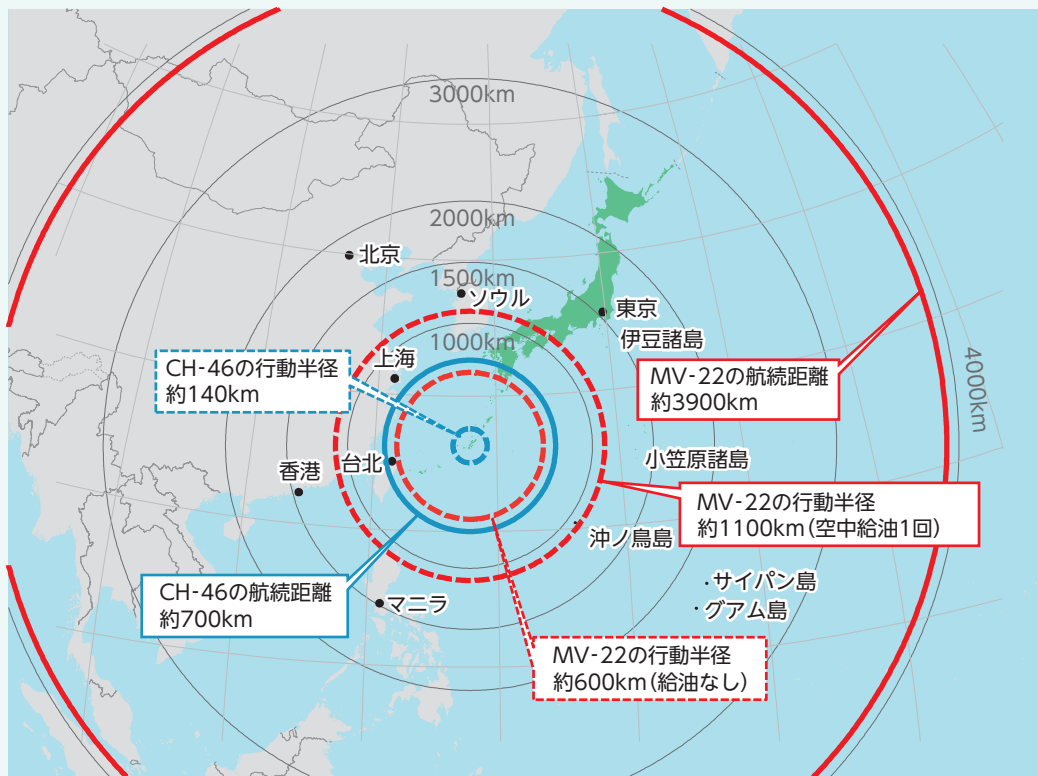 3000km
2000km
北京
1500km
ソウル
東京
伊豆諸島
1000km
上海
CH-46の行動半径
約140km
MV-22の航続距離
約3900km
4000km
台北
小笠原諸島
香港
MV-22の行動半径
約1100km(空中給油1回)
沖ノ鳥島
サイパン島
グアム島
CH-46の航続距離
約700km
マニラ
MV-22の行動半径
約600km(給油なし)